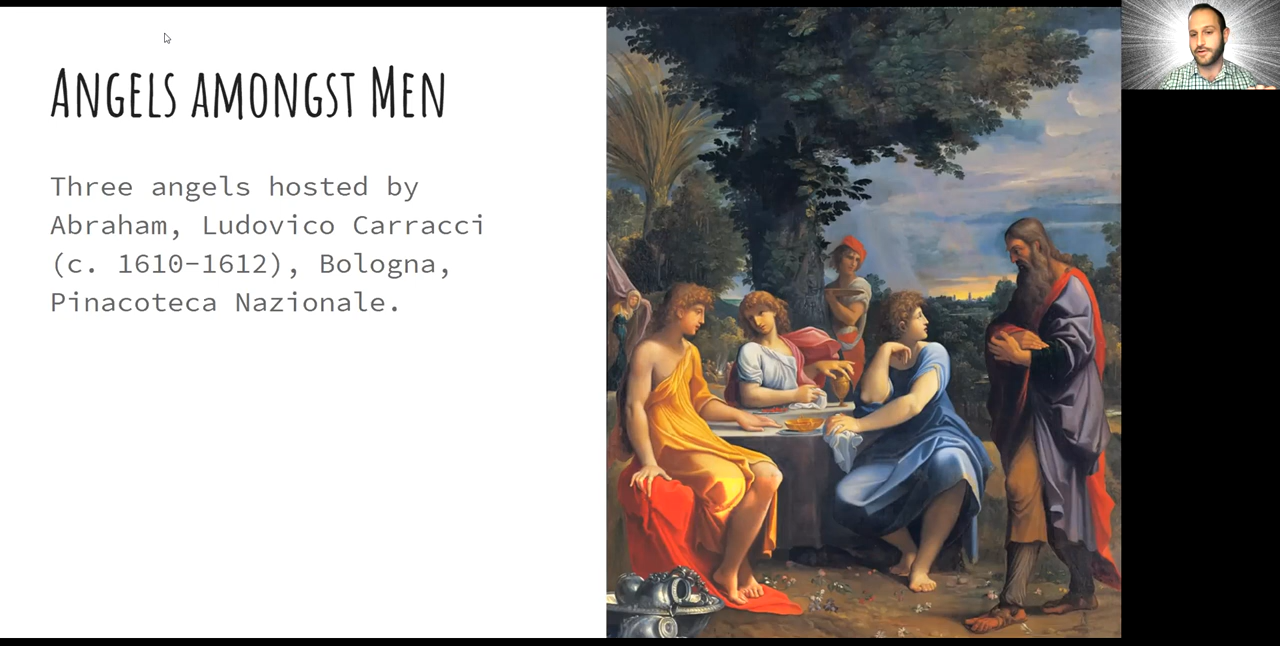 Angels amongst Men
Three angels hosted by
Abraham, Ludovico Carracci
(c. 1610-1612), Bologna,
Pinacoteca Nazionale.